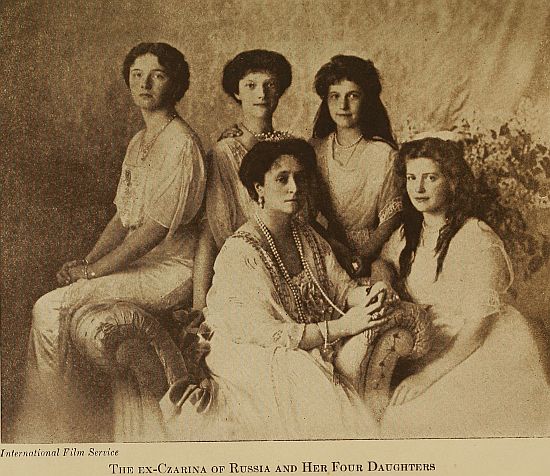 International Film Service
The ex-Czarina of Russia and Her Four Daughters